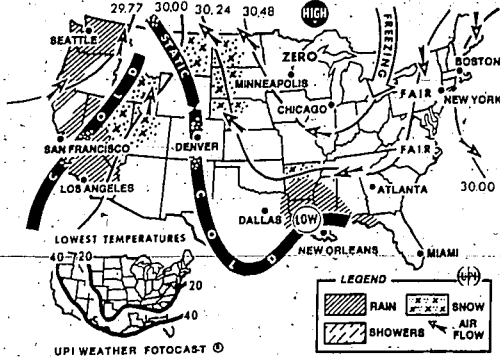 29.77 30.00 30.24 30.48
HIGH
SEATTLE
STATIC
FREEZING
ZERO
MINNEAPOLIS
BOSTON
COLD
FAIR
NEW YORK
CHICAGO
SAN FRANCISCO
DENVER
FAIR
LOS ANGELES
ATLANTA
30.00
COLD
DALLAS
LOW
NEW ORLEANS
MIAMI
LOWEST TEMPERATURES
40 20
20
40
LEGEND
UPI
RAIN
SNOW
SHOWERS
AIR
FLOW
UPI WEATHER FOTOCAST ®